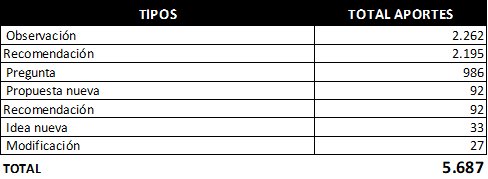 TIPOS TOTAL APORTES
Observación 2.262
Recomendación 2.195
Pregunta 986
Propuesta nueva 92
Recomendación 92
Idea nueva 33
Modificación 27
TOTAL 5.687